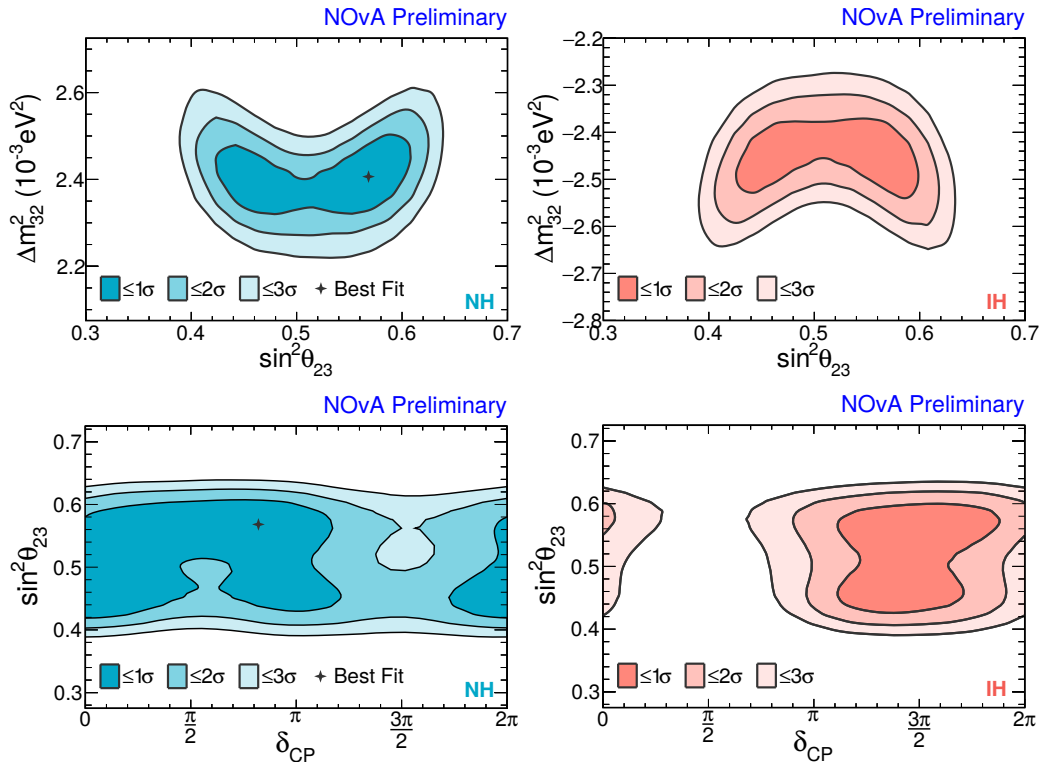 NOvA Preliminary
Δm²₃₂ (10⁻³eV²)
2.6
2.4
2.2
≤1σ ≤2σ ≤3σ Best Fit
NH
0.3 0.4 0.5 0.6 0.7
sin²θ₂₃
NOvA Preliminary
Δm²₃₂ (10⁻³eV²)
−2.2
−2.3
−2.4
−2.5
−2.6
−2.7
−2.8
≤1σ ≤2σ ≤3σ
IH
0.3 0.4 0.5 0.6 0.7
sin²θ₂₃
NOvA Preliminary
sin²θ₂₃
0.7
0.6
0.5
0.4
0.3
≤1σ ≤2σ ≤3σ Best Fit
NH
0 π/2 π 3π/2 2π
δ_CP
NOvA Preliminary
sin²θ₂₃
0.7
0.6
0.5
0.4
0.3
≤1σ ≤2σ ≤3σ
IH
0 π/2 π 3π/2 2π
δ_CP